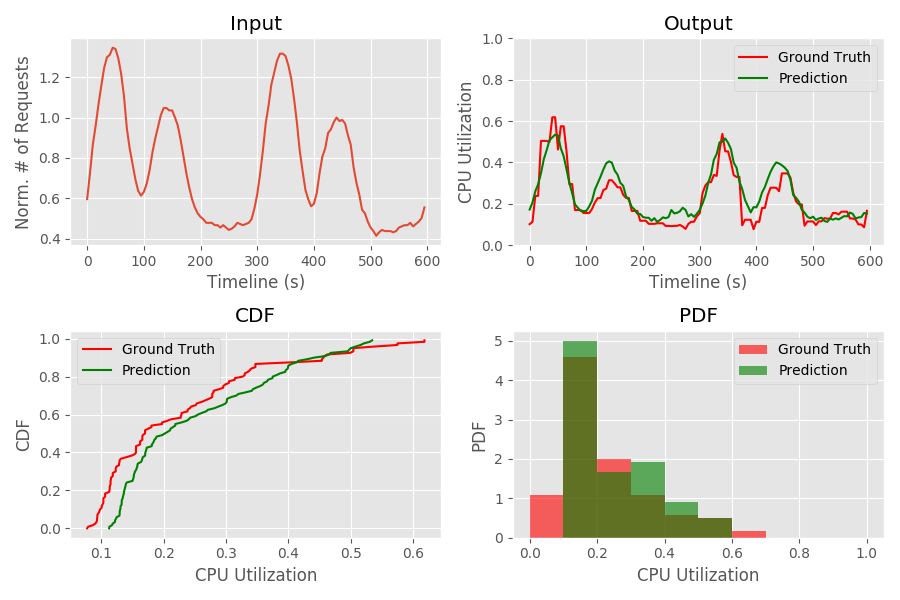 Input
Norm. # of Requests
1.2
1.0
0.8
0.6
0.4
0 100 200 300 400 500 600
Timeline (s)
Output
CPU Utilization
1.0
0.8
0.6
0.4
0.2
0.0
Ground Truth
Prediction
0 100 200 300 400 500 600
Timeline (s)
CDF
CDF
1.0
0.8
0.6
0.4
0.2
0.0
Ground Truth
Prediction
0.1 0.2 0.3 0.4 0.5 0.6
CPU Utilization
PDF
PDF
5
4
3
2
1
0
Ground Truth
Prediction
0.0 0.2 0.4 0.6 0.8 1.0
CPU Utilization